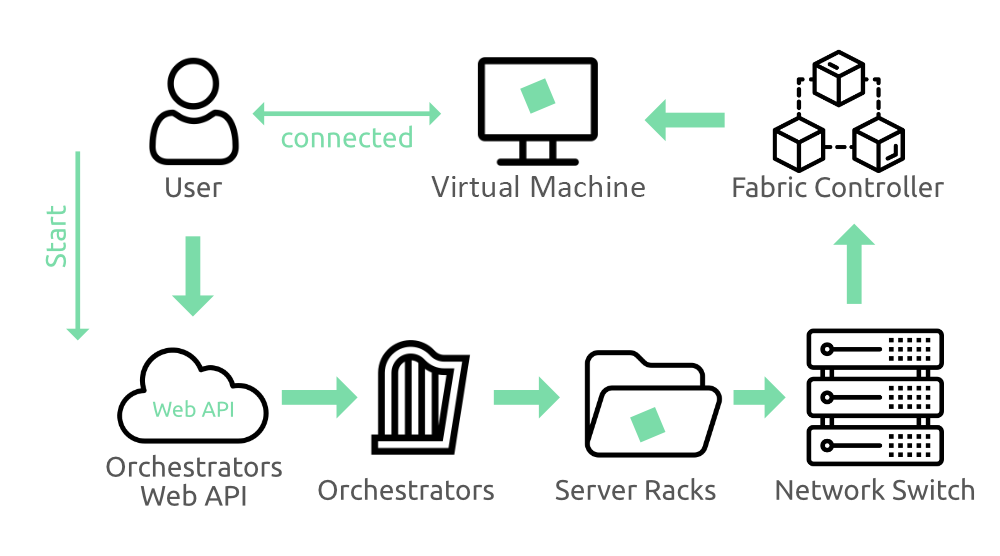 connected
User
Virtual Machine
Fabric Controller
Start
Web API
Orchestrators
Web API
Orchestrators
Server Racks
Network Switch